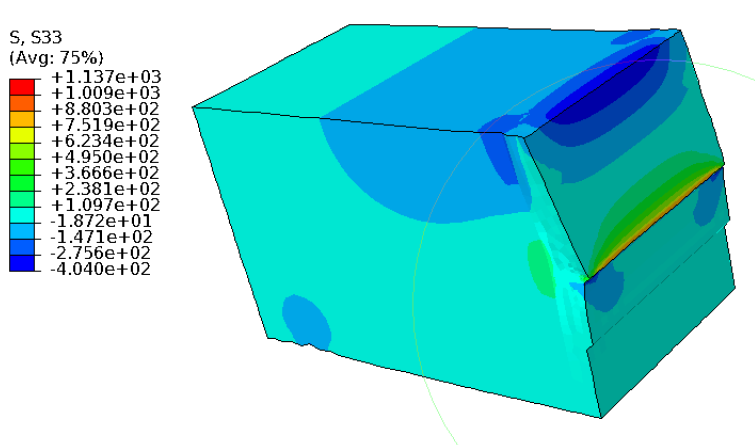 S, S33
(Avg: 75%)
+1.137e+03
+1.009e+03
+8.803e+02
+7.519e+02
+6.234e+02
+4.950e+02
+3.666e+02
+2.381e+02
+1.097e+02
-1.872e+01
-1.471e+02
-2.756e+02
-4.040e+02